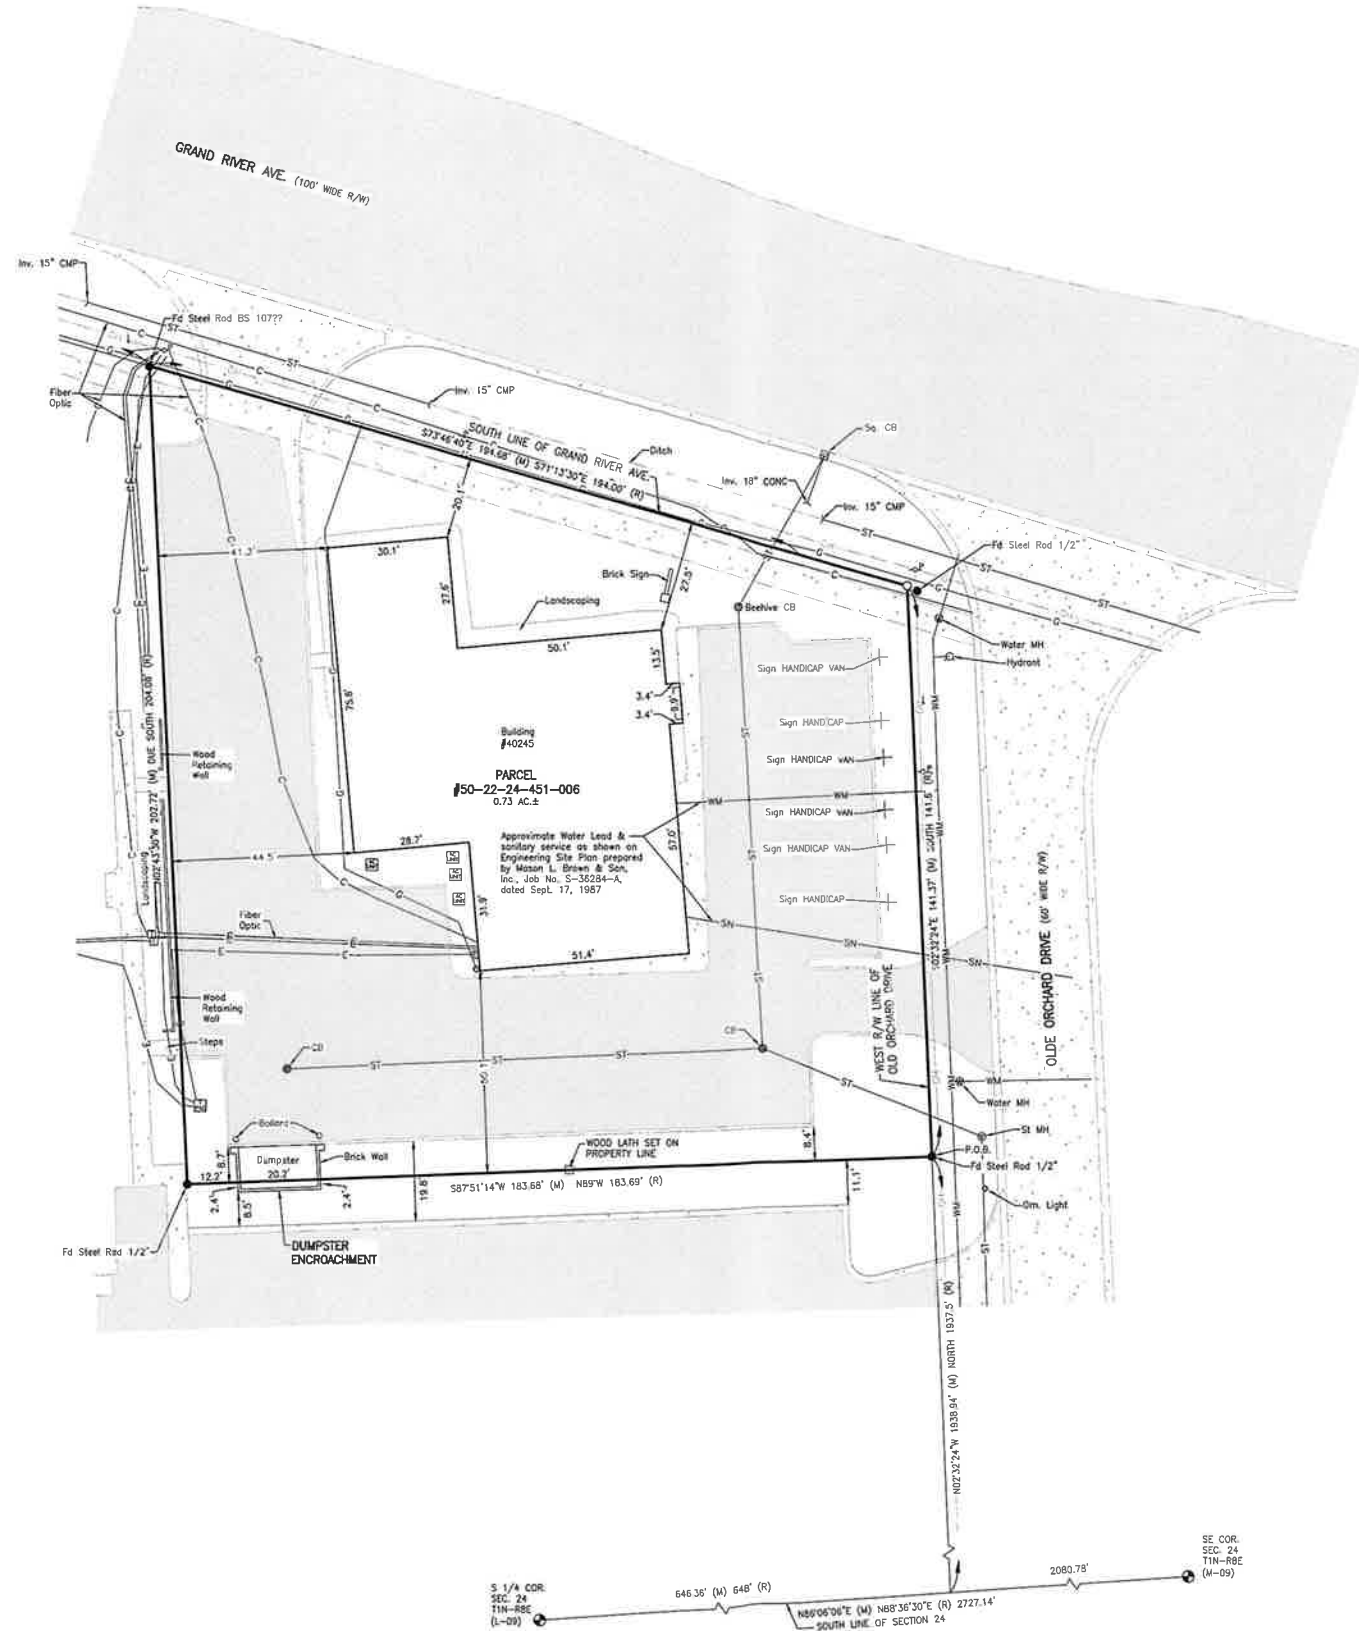 GRAND RIVER AVE. (100' WIDE R/W)
Inv. 15" CMP
Fd Steel Rod BS 107??
Fiber
Optic
Inv. 15" CMP
SOUTH LINE OF GRAND RIVER AVE.
S73°46'40"E 194.68' (M) S71°13'30"E 194.00' (R)
Ditch
Sq. CB
Inv. 18" CONC
Inv. 15" CMP
Fd Steel Rod 1/2"
41.3'
30.1'
20.1'
27.6'
27.5'
Brick Sign
Landscaping
Beehive CB
Water MH
Hydrant
50.1'
13.5'
3.4'
9.9'
3.4'
75.6'
Sign HANDICAP VAN
Sign HANDICAP
Sign HANDICAP VAN
Sign HANDICAP VAN
Sign HANDICAP VAN
Sign HANDICAP
Building
#40245
PARCEL
#50-22-24-451-006
0.73 AC.±
Wood
Retaining
Wall
N02°43'30"W 202.72' (M) DUE SOUTH 204.08' (R)
Landscaping
44.5'
28.7'
Approximate Water Lead &
sanitary service as shown on
Engineering Site Plan prepared
by Mason L. Brown & Son,
Inc., Job No. S-36284-A,
dated Sept. 17, 1987
57.0'
31.9'
51.4'
Fiber
Optic
S02°32'24"E 141.37' (M) SOUTH 141.5' (R)
WEST R/W LINE OF
OLD ORCHARD DRIVE
OLDE ORCHARD DRIVE (60' WIDE R/W)
Wood
Retaining
Wall
Steps
CB
CB
50.1'
Water MH
St MH
P.O.B.
Fd Steel Rod 1/2"
Orn. Light
Bollard
Dumpster
Brick Wall
8.7'
12.2'
20.2'
2.4'
8.5'
2.4'
19.8'
WOOD LATH SET ON
PROPERTY LINE
8.4'
11.1'
S87°51'14"W 183.68' (M) N89°W 183.69' (R)
Fd Steel Rod 1/2"
DUMPSTER
ENCROACHMENT
N02°32'24"W 1938.94' (M) NORTH 1937.5' (R)
S 1/4 COR.
SEC. 24
T1N-R8E
(L-09)
646.36' (M) 648' (R)
2080.78'
SE COR.
SEC. 24
T1N-R8E
(M-09)
N86°06'06"E (M) N88°36'30"E (R) 2727.14'
SOUTH LINE OF SECTION 24